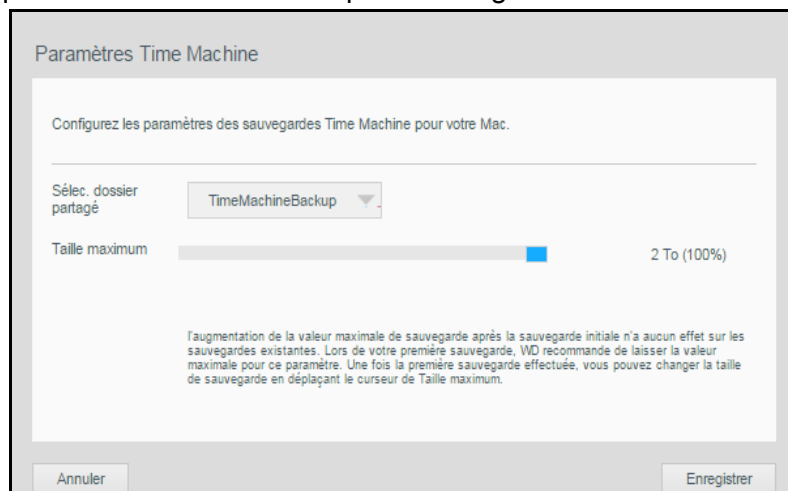 Paramètres Time Machine
Configurez les paramètres des sauvegardes Time Machine pour votre Mac.
Sélec. dossier
partagé
TimeMachineBackup
Taille maximum
2 To (100%)
l'augmentation de la valeur maximale de sauvegarde après la sauvegarde initiale n'a aucun effet sur les
sauvegardes existantes. Lors de votre première sauvegarde, WD recommande de laisser la valeur
maximale pour ce paramètre. Une fois la première sauvegarde effectuée, vous pouvez changer la taille
de sauvegarde en déplaçant le curseur de Taille maximum.
Annuler
Enregistrer